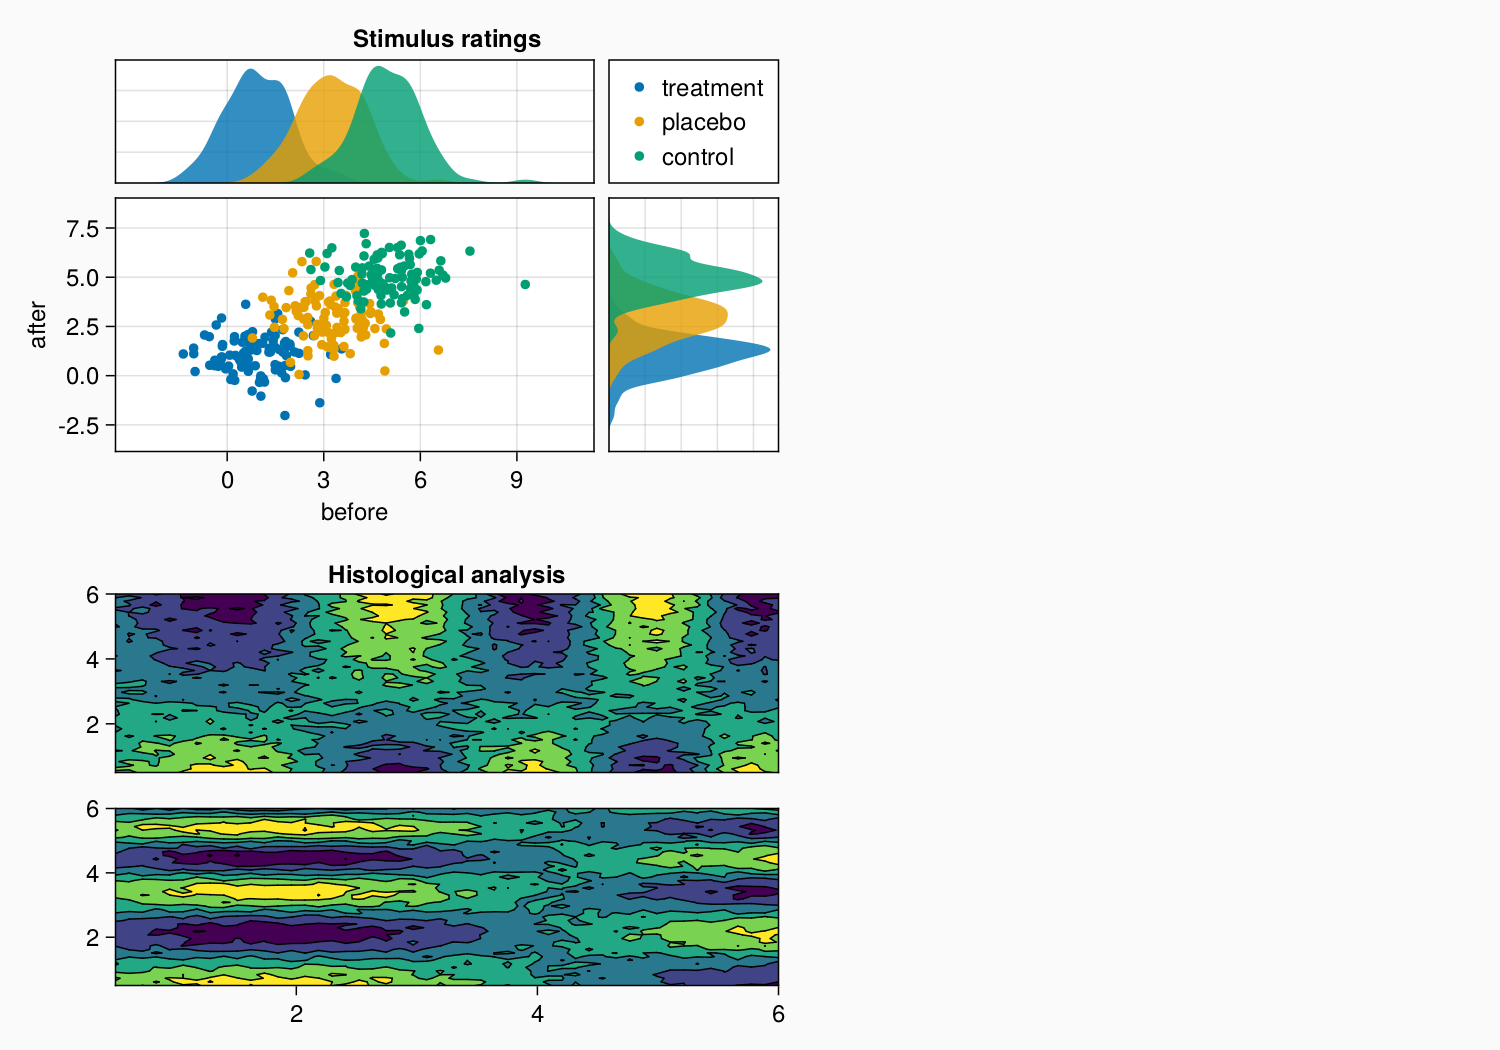 Stimulus ratings
treatment
placebo
control
7.5
5.0
2.5
0.0
-2.5
after
0 3 6 9
before
Histological analysis
6
4
2
6
4
2
2 4 6